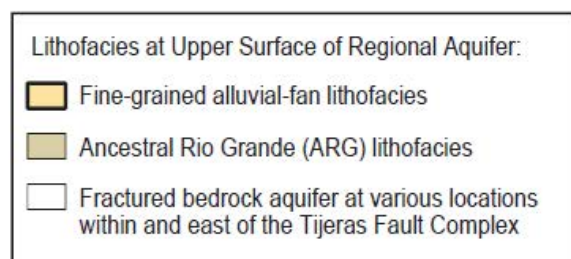 Lithofacies at Upper Surface of Regional Aquifer:
Fine-grained alluvial-fan lithofacies
Ancestral Rio Grande (ARG) lithofacies
Fractured bedrock aquifer at various locations
within and east of the Tijeras Fault Complex